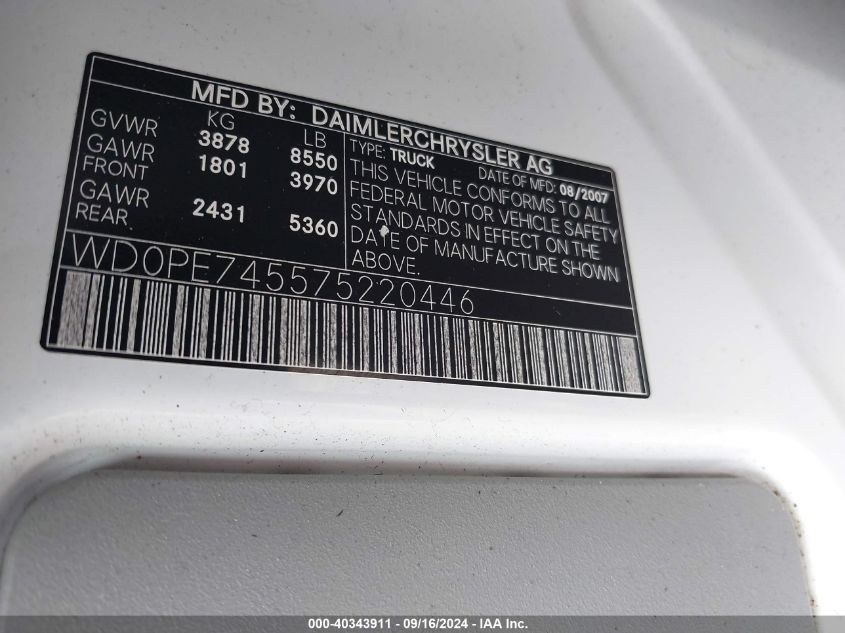 MFD BY: DAIMLERCHRYSLER AG
KG LB
GVWR 3878 8550
GAWR FRONT 1801 3970
GAWR REAR 2431 5360
TYPE: TRUCK DATE OF MFD: 08/2007
THIS VEHICLE CONFORMS TO ALL
FEDERAL MOTOR VEHICLE SAFETY
STANDARDS IN EFFECT ON THE
DATE OF MANUFACTURE SHOWN
ABOVE.
WD0PE745575220446
000-40343911 - 09/16/2024 - IAA Inc.